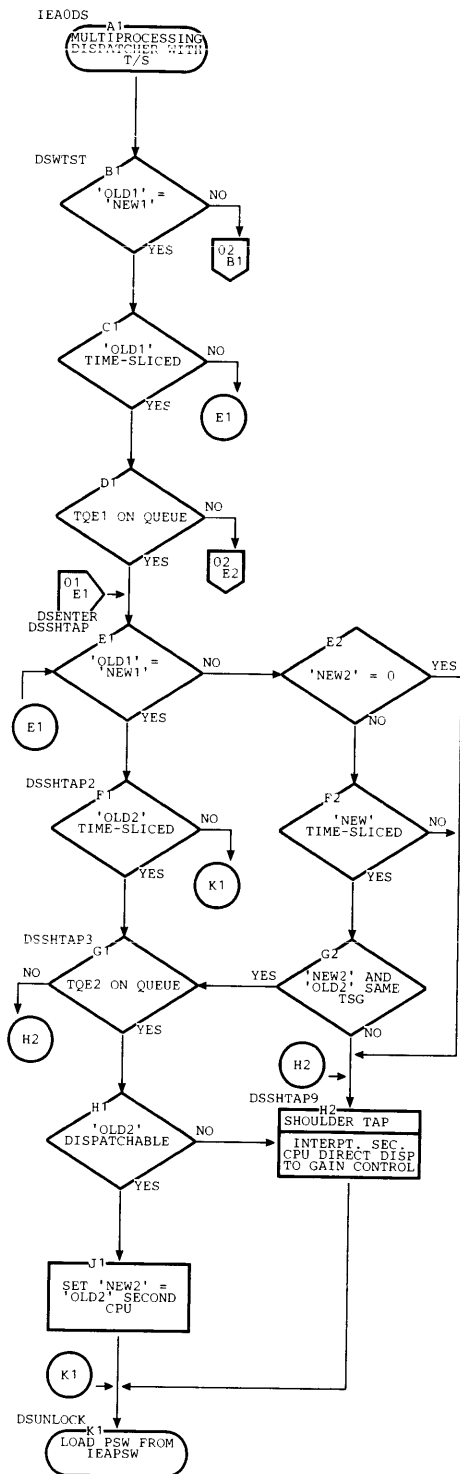 IEA0DS
A1
MULTIPROCESSING
DISPATCHER WITH
T/S
DSWTST
B1
'OLD1' =
'NEW1'
NO
02
B1
YES
C1
'OLD1'
TIME-SLICED
NO
E1
YES
D1
TQE1 ON QUEUE
NO
02
E2
YES
01
E1
DSENTER
DSSHTAP
E1
'OLD1'=
'NEW1'
NO
E2
'NEW2' = 0
YES
E1
YES
NO
DSSHTAP2
F1
'OLD2'
TIME-SLICED
NO
K1
F2
'NEW'
TIME-SLICED
NO
YES
YES
DSSHTAP3
G1
TQE2 ON QUEUE
NO
H2
YES
G2
'NEW2' AND
'OLD2' SAME
TSG
YES
NO
H2
DSSHTAP9
H1
'OLD2'
DISPATCHABLE
NO
H2
SHOULDER TAP
INTERPT. SEC.
CPU DIRECT DISP
TO GAIN CONTROL
YES
J1
SET 'NEW2' =
'OLD2' SECOND
CPU
K1
DSUNLOCK
K1
LOAD PSW FROM
IEAPSW